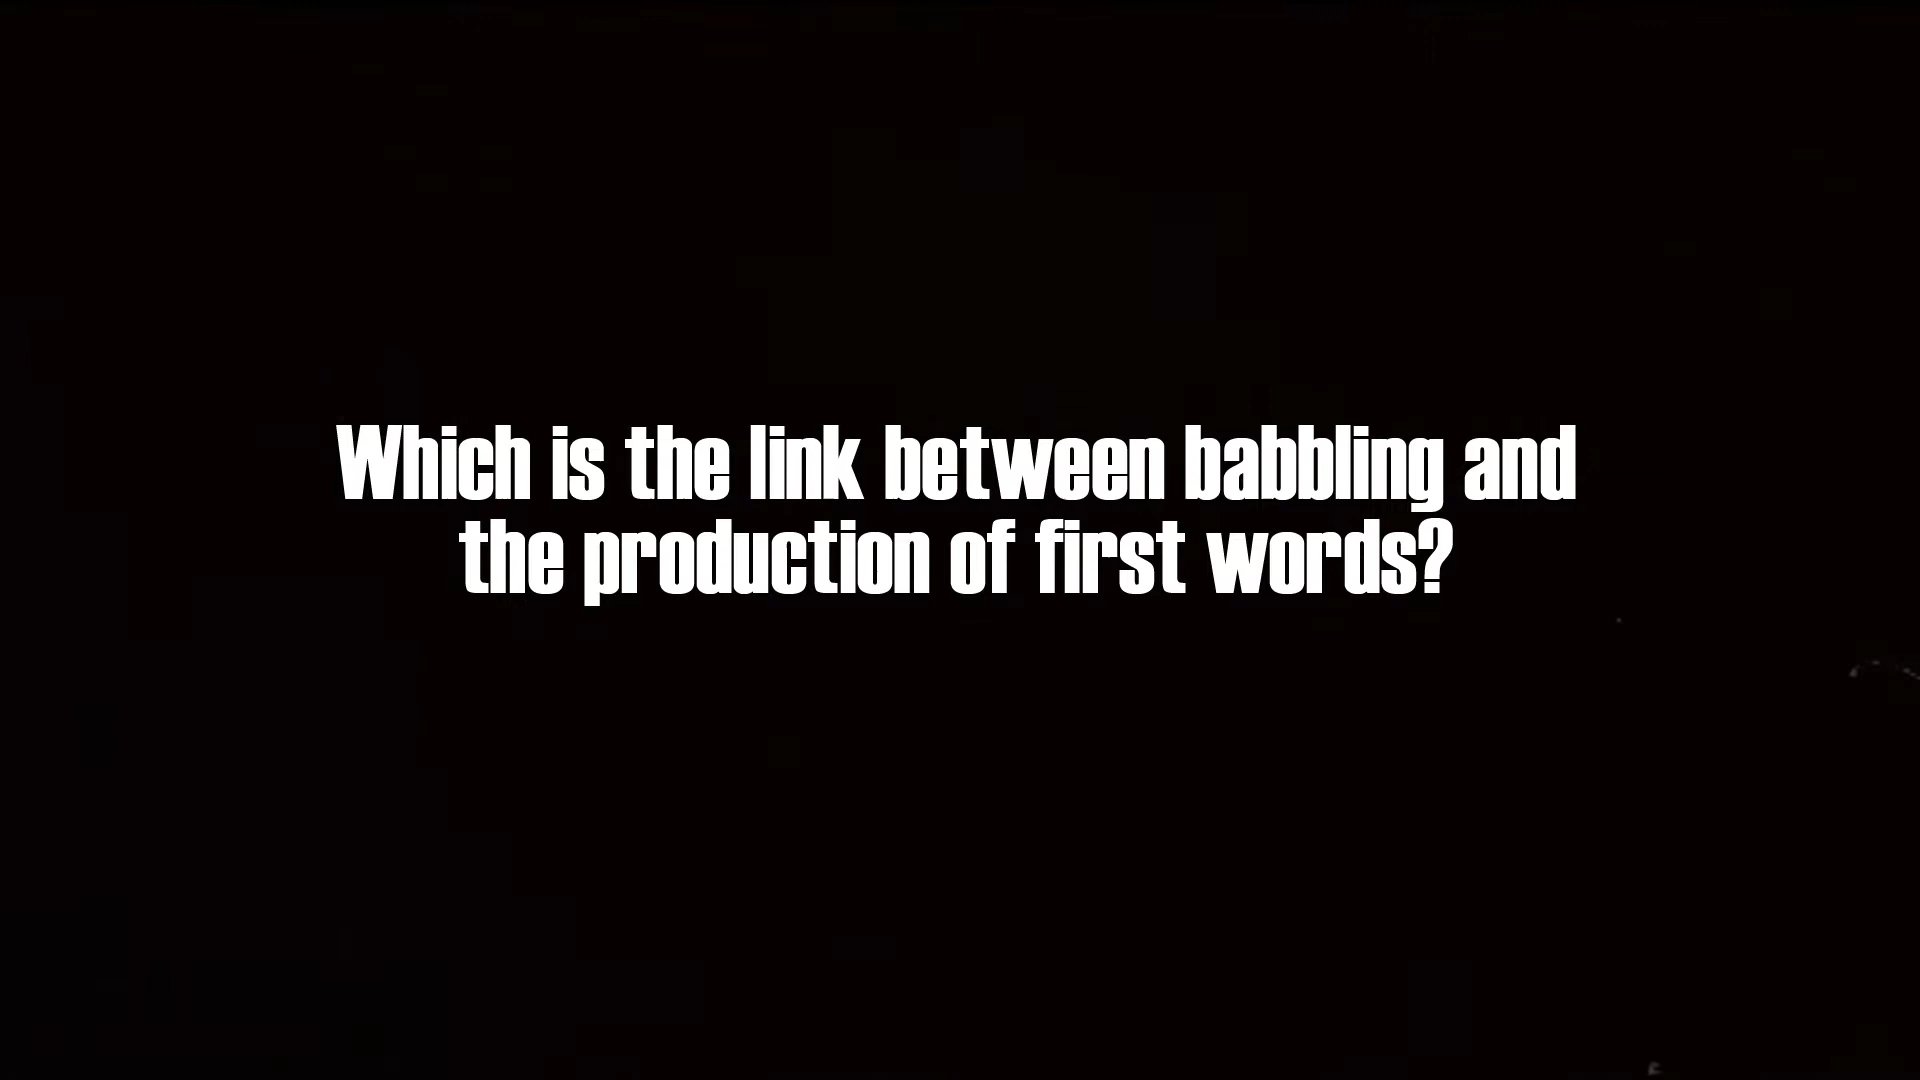 Which is the link between babbling and
the production of first words?